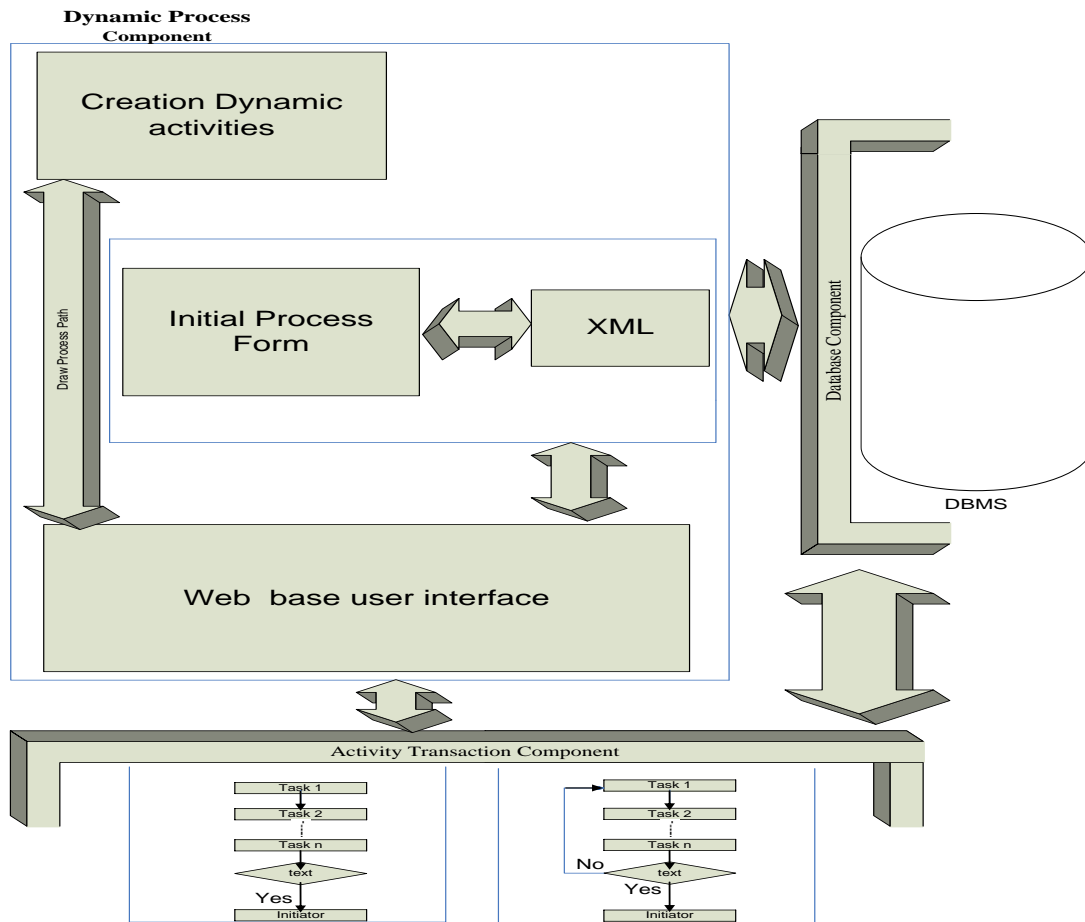 Dynamic Process
Component
Creation Dynamic
activities
Draw Process Path
Initial Process
Form
XML
Database Component
DBMS
Web base user interface
Activity Transaction Component
Task 1
Task 2
Task n
text
Yes
Initiator
Task 1
Task 2
Task n
No
text
Yes
Initiator